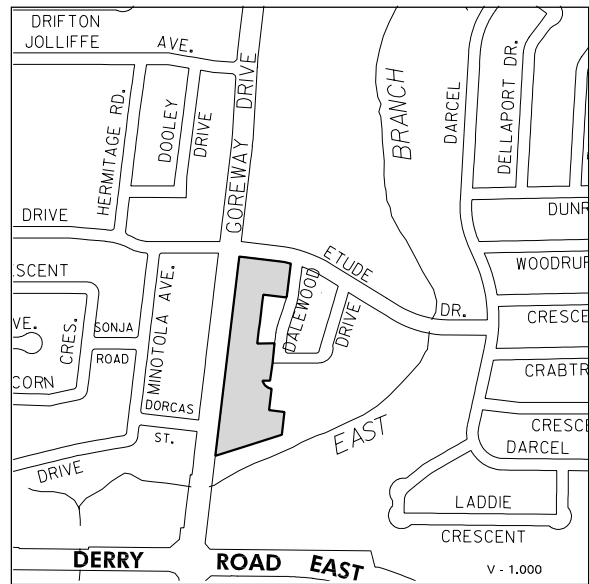 DRIFTON
JOLLIFFE AVE.
GOREWAY DRIVE
HERMITAGE RD.
DOOLEY
DRIVE
BRANCH
DARCEL
DELLAPORT DR.
DRIVE
DUNR
ETUDE
DR.
WOODRUF
SCENT
MINOTOLA AVE.
DALEWOOD
DRIVE
CRESCE
VE.
CRES.
SONJA
ROAD
CORN
CRABTR
DORCAS
ST.
EAST
CRESCE
DARCEL
DRIVE
LADDIE
CRESCENT
DERRY ROAD EAST
V - 1.000